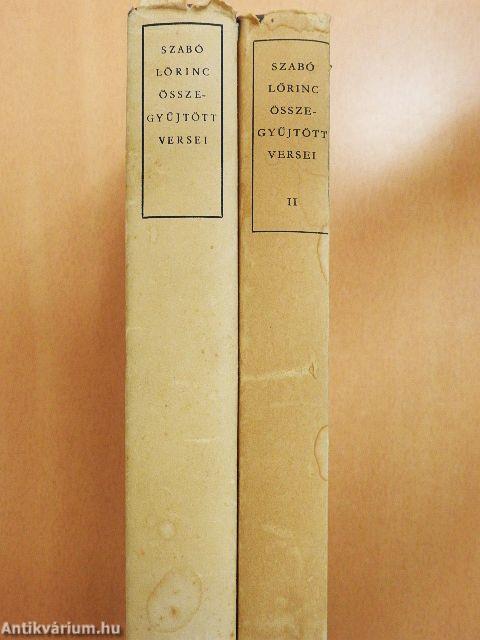 SZABÓ
LŐRINC
ÖSSZE-
GYŰJTÖTT
VERSEI
SZABÓ
LŐRINC
ÖSSZE-
GYŰJTÖTT
VERSEI
II
Antikvárium.hu